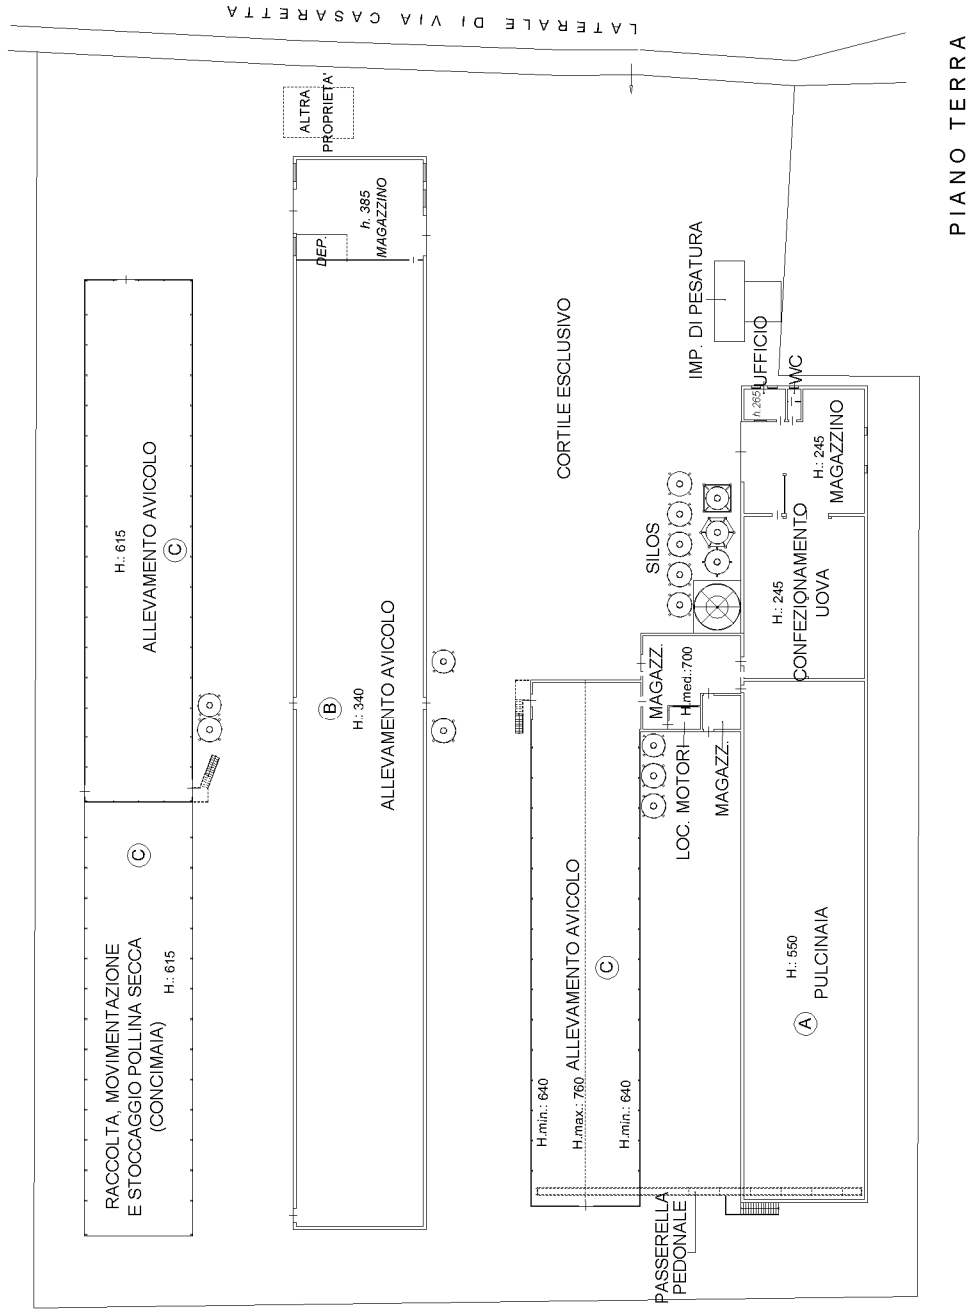 LATERALE DI VIA CASARETTA
PIANO TERRA
ALTRA
PROPRIETA'
h. 385
MAGAZZINO
DEP.
H.: 615
ALLEVAMENTO AVICOLO
C
B
H.: 340
ALLEVAMENTO AVICOLO
C
RACCOLTA, MOVIMENTAZIONE
E STOCCAGGIO POLLINA SECCA
(CONCIMAIA)
H.: 615
CORTILE ESCLUSIVO
IMP. DI PESATURA
UFFICIO
h.265
WC
H.: 245
MAGAZZINO
SILOS
H.: 245
CONFEZIONAMENTO
UOVA
MAGAZZ.
H.med.:700
LOC. MOTORI
MAGAZZ.
ALLEVAMENTO AVICOLO
C
H.min.: 640
H.max.: 760
H.min.: 640
H.: 550
PULCINAIA
A
PASSERELLA
PEDONALE